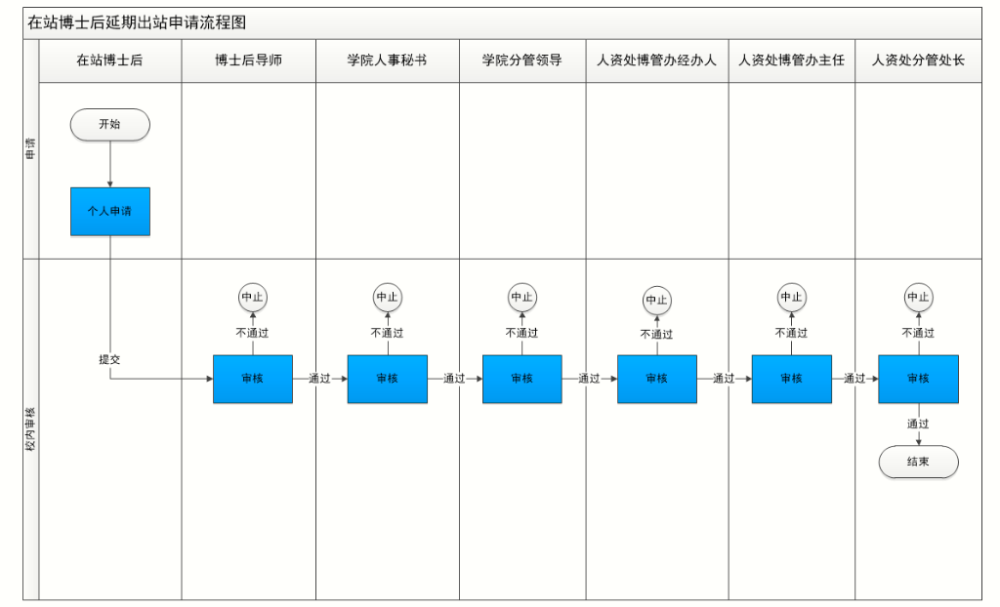 在站博士后延期出站申请流程图
在站博士后
博士后导师
学院人事秘书
学院分管领导
人资处博管办经办人
人资处博管办主任
人资处分管处长
申请
开始
个人申请
校内审核
提交
中止
不通过
审核
通过
中止
不通过
审核
通过
中止
不通过
审核
通过
中止
不通过
审核
通过
中止
不通过
审核
通过
中止
不通过
审核
通过
结束